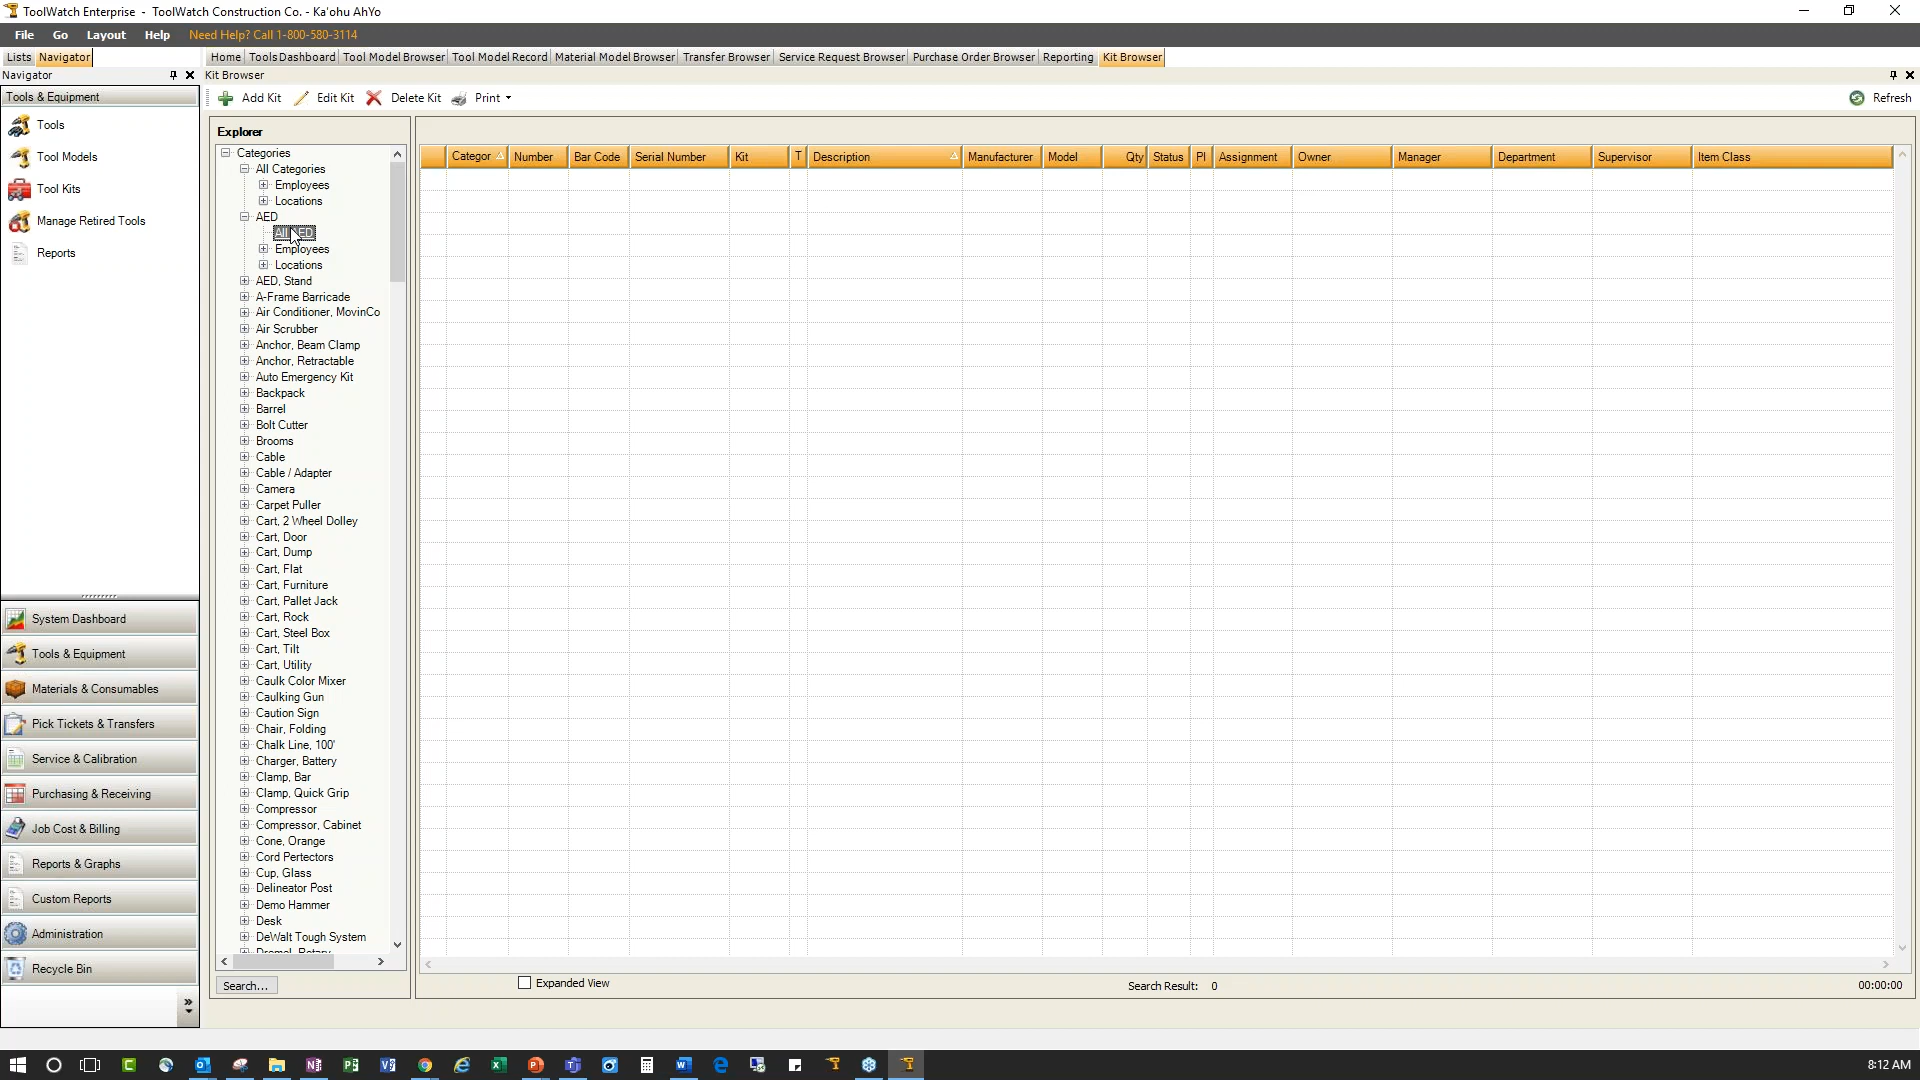 ToolWatch Enterprise - ToolWatch Construction Co. - Ka'ohu AhYo
File Go Layout Help Need Help? Call 1-800-580-3114
Lists Navigator Home Tools Dashboard Tool Model Browser Tool Model Record Material Model Browser Transfer Browser Service Request Browser Purchase Order Browser Reporting Kit Browser
Navigator
Kit Browser
Tools & Equipment
Tools
Tool Models
Tool Kits
Manage Retired Tools
Reports
System Dashboard
Tools & Equipment
Materials & Consumables
Pick Tickets & Transfers
Service & Calibration
Purchasing & Receiving
Job Cost & Billing
Reports & Graphs
Custom Reports
Administration
Recycle Bin
Add Kit Edit Kit Delete Kit Print Refresh
Explorer
Categories
All Categories
Employees
Locations
AED
Employees
Locations
AED, Stand
A-Frame Barricade
Air Conditioner, MovinCo
Air Scrubber
Anchor, Beam Clamp
Anchor, Retractable
Auto Emergency Kit
Backpack
Barrel
Bolt Cutter
Brooms
Cable
Cable / Adapter
Camera
Carpet Puller
Cart, 2 Wheel Dolley
Cart, Door
Cart, Dump
Cart, Flat
Cart, Furniture
Cart, Pallet Jack
Cart, Rock
Cart, Steel Box
Cart, Tilt
Cart, Utility
Caulk Color Mixer
Caulking Gun
Caution Sign
Chair, Folding
Chalk Line, 100'
Charger, Battery
Clamp, Bar
Clamp, Quick Grip
Compressor
Compressor, Cabinet
Cone, Orange
Cord Pertectors
Cup, Glass
Delineator Post
Demo Hammer
Desk
DeWalt Tough System
Search...
Categor Number Bar Code Serial Number Kit T Description Manufacturer Model Qty Status PI Assignment Owner Manager Department Supervisor Item Class
Expanded View Search Result: 0 00:00:00
8:12 AM